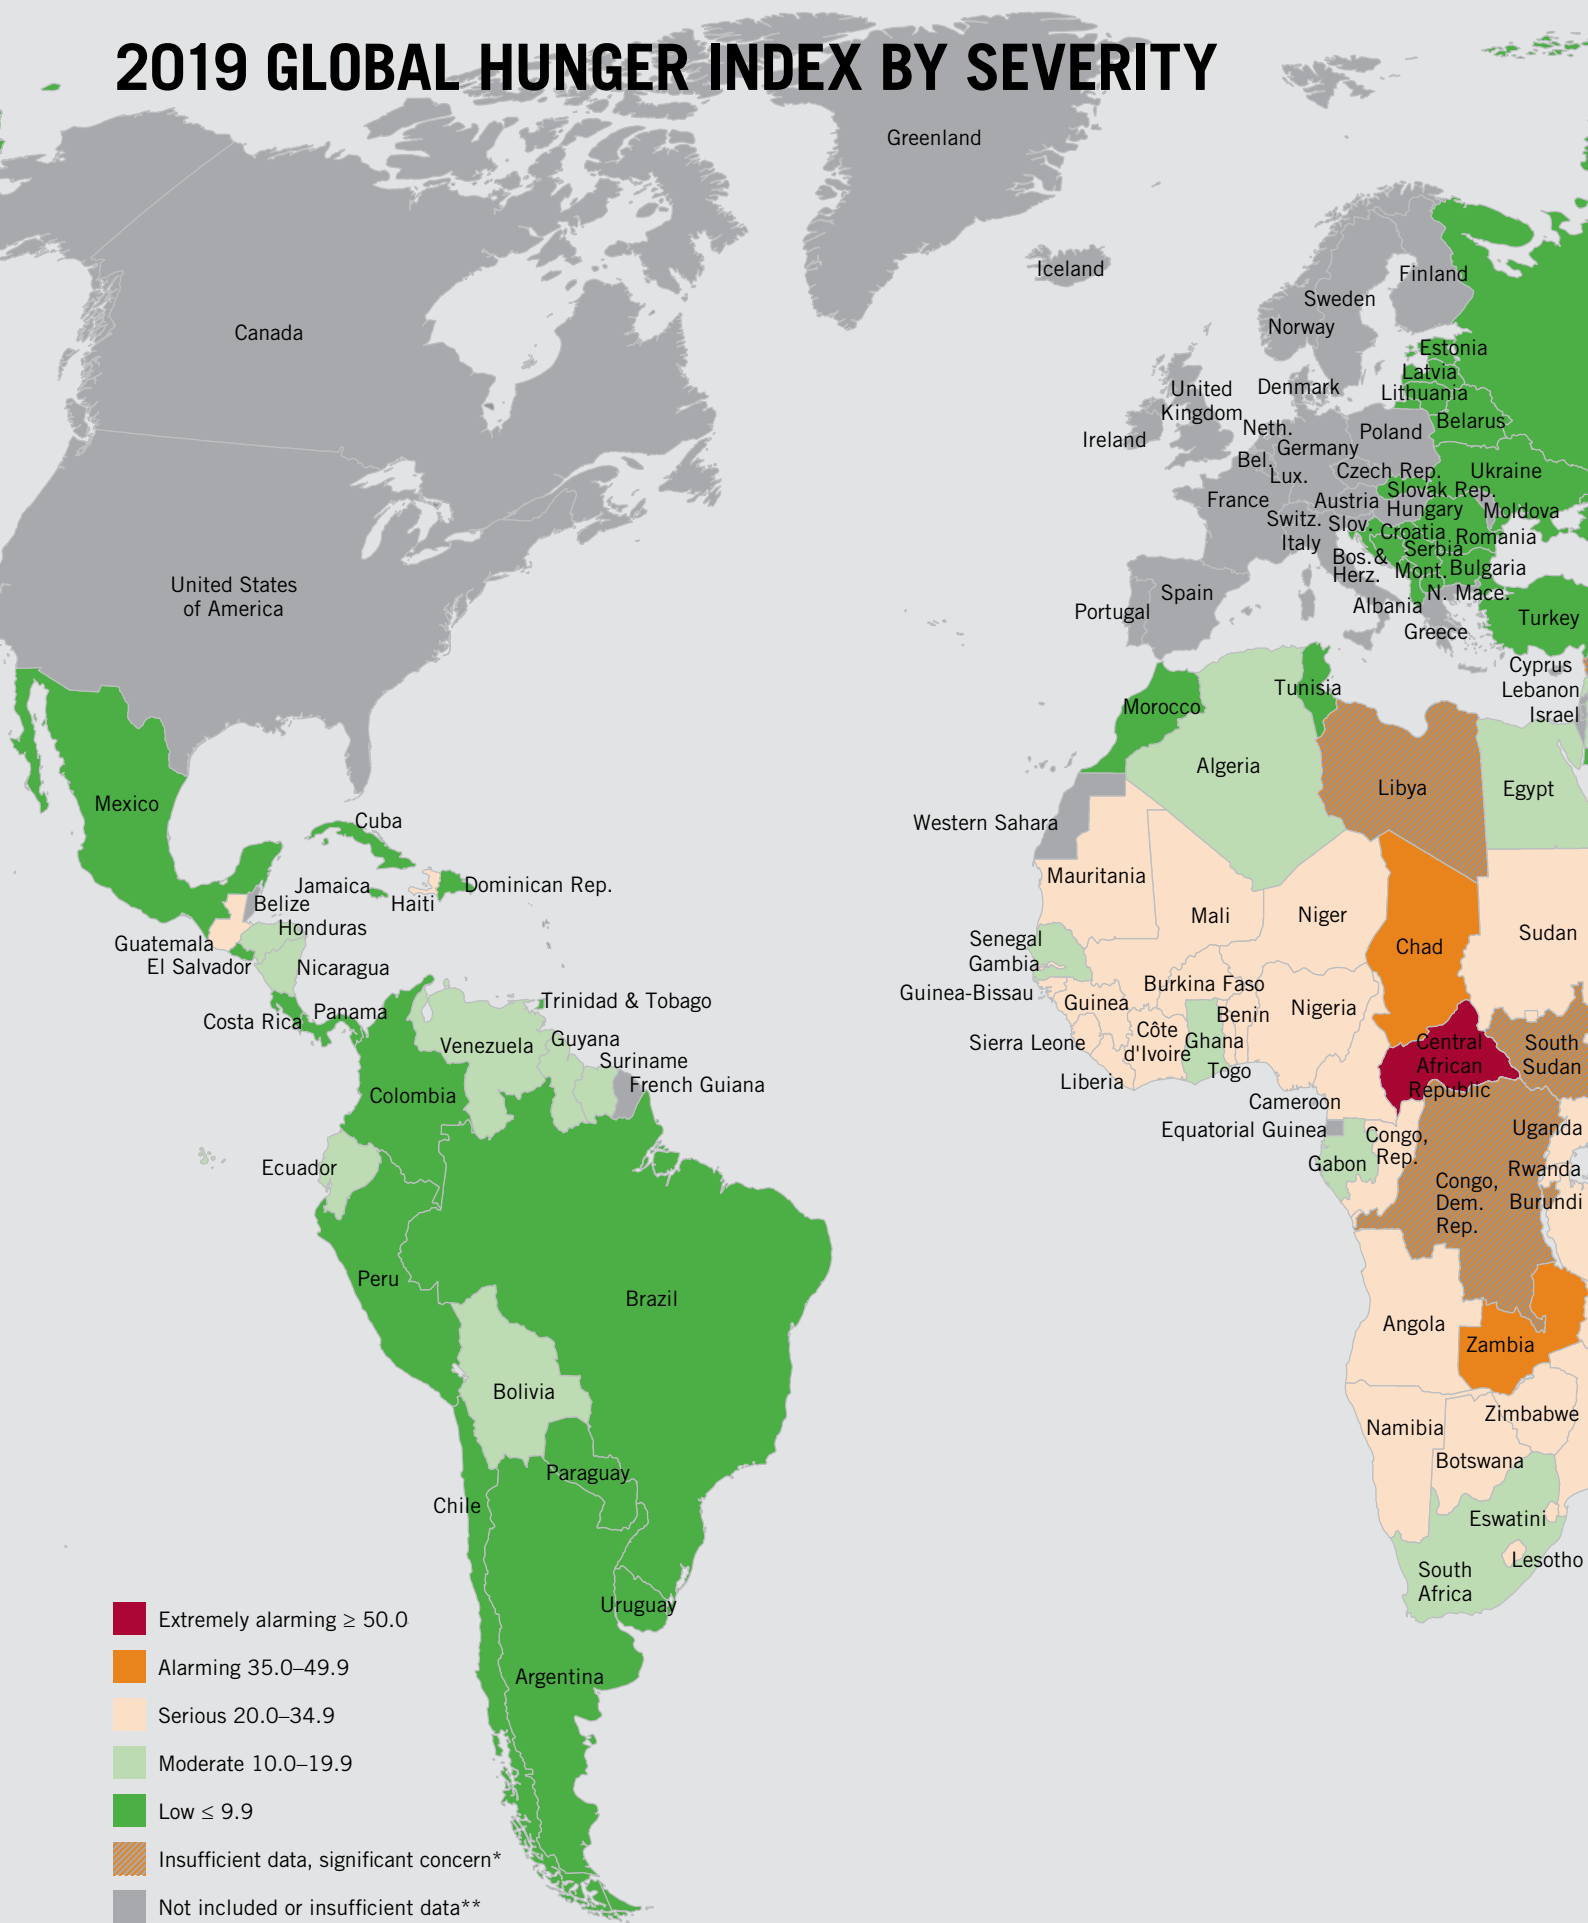 2019 GLOBAL HUNGER INDEX BY SEVERITY
Greenland
Iceland
Finland
Sweden
Norway
Canada
Estonia
Latvia
Lithuania
United
Kingdom
Denmark
Belarus
Ireland
Neth.
Poland
Germany
Bel.
Lux.
Czech Rep.
Ukraine
Slovak Rep.
France
Austria
Hungary
Moldova
Switz.
Slov.
Croatia
Romania
Italy
Serbia
Bos.&
Herz.
Mont.
Bulgaria
United States
of America
Spain
N. Mace.
Portugal
Albania
Turkey
Greece
Cyprus
Lebanon
Israel
Tunisia
Morocco
Algeria
Libya
Egypt
Mexico
Cuba
Western Sahara
Jamaica
Haiti
Dominican Rep.
Belize
Honduras
Guatemala
El Salvador
Nicaragua
Mauritania
Mali
Niger
Chad
Sudan
Senegal
Gambia
Guinea-Bissau
Guinea
Burkina Faso
Benin
Nigeria
Costa Rica
Panama
Trinidad & Tobago
Venezuela
Guyana
Suriname
French Guiana
Sierra Leone
Côte
d'Ivoire
Ghana
Togo
Liberia
Central
African
Republic
South
Sudan
Colombia
Cameroon
Equatorial Guinea
Congo,
Rep.
Uganda
Ecuador
Gabon
Congo,
Dem.
Rep.
Rwanda
Burundi
Peru
Brazil
Angola
Zambia
Bolivia
Namibia
Zimbabwe
Botswana
Paraguay
Chile
Eswatini
Lesotho
South
Africa
Uruguay
Argentina
Extremely alarming ≥ 50.0
Alarming 35.0–49.9
Serious 20.0–34.9
Moderate 10.0–19.9
Low ≤ 9.9
Insufficient data, significant concern*
Not included or insufficient data**